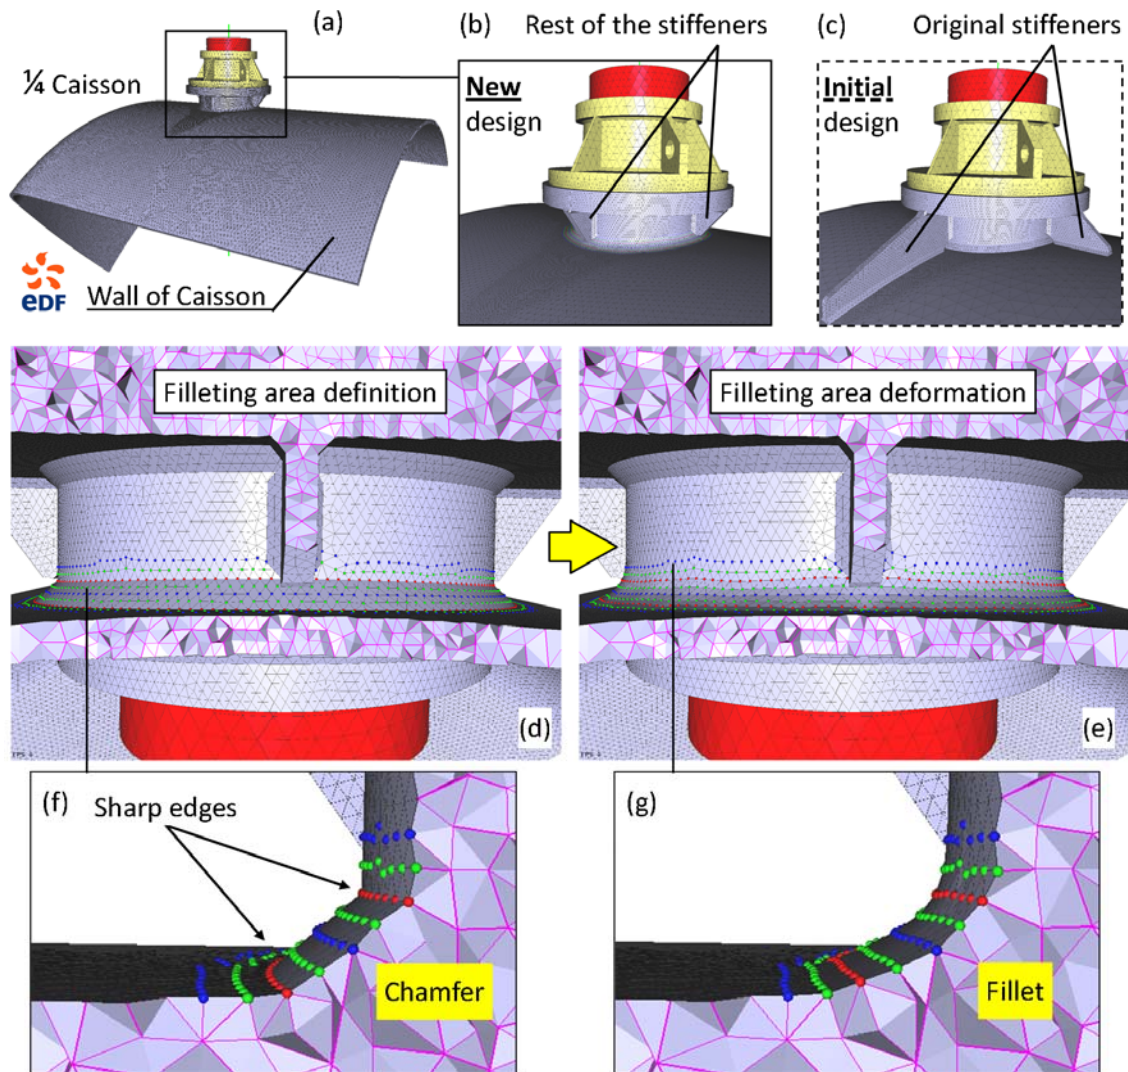 (a)
¼ Caisson
eDF
Wall of Caisson
(b)
Rest of the stiffeners
New
design
(c)
Original stiffeners
Initial
design
Filleting area definition
(d)
Filleting area deformation
(e)
(f)
Sharp edges
Chamfer
(g)
Fillet